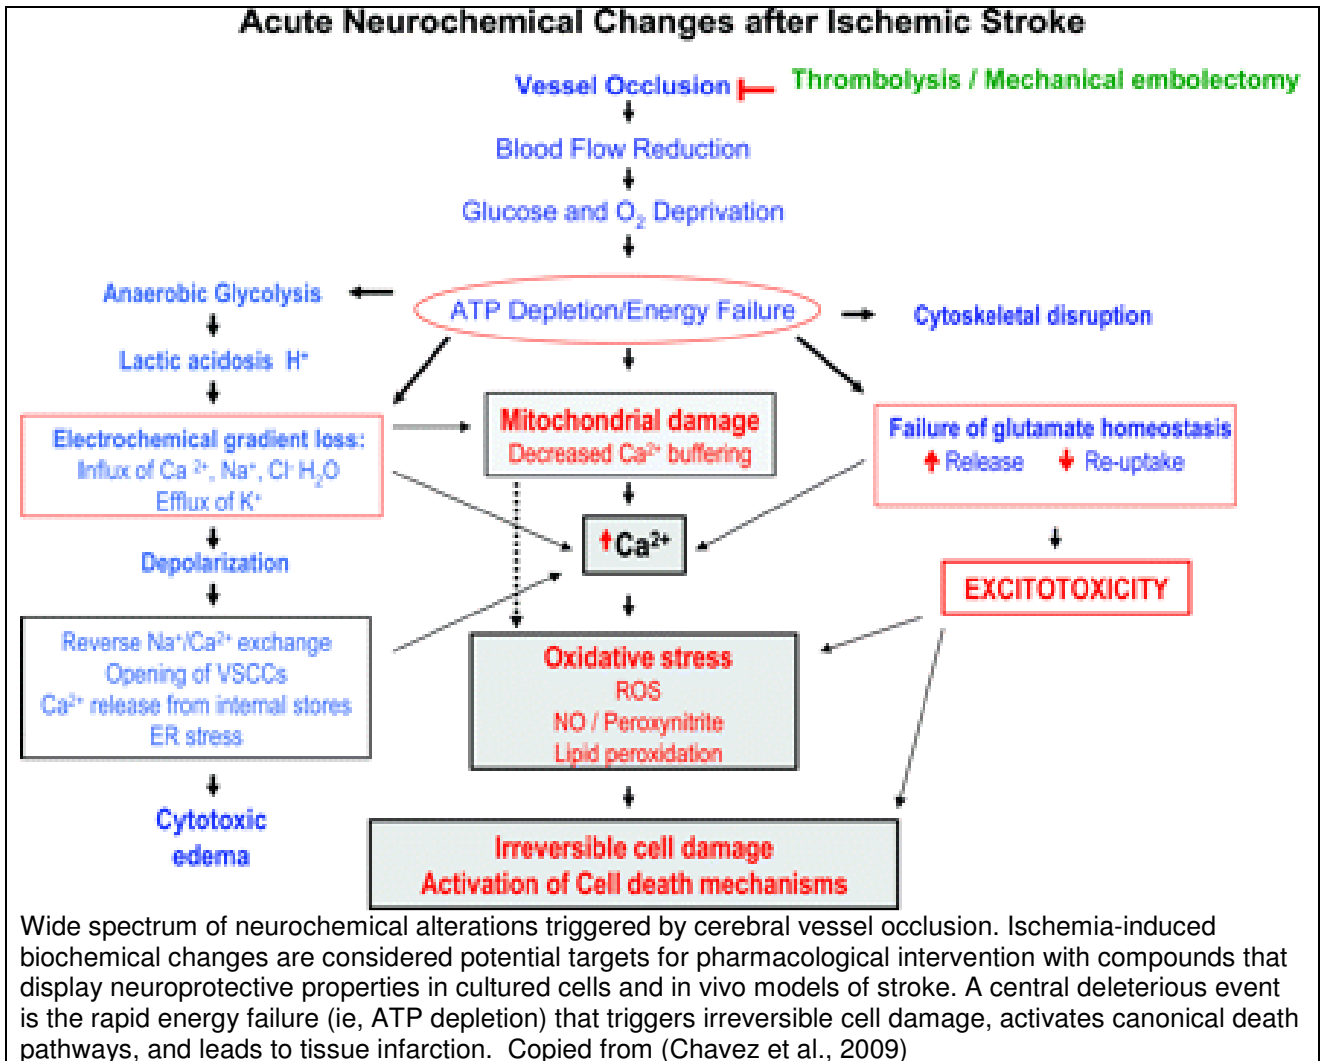 Acute Neurochemical Changes after Ischemic Stroke
Vessel Occlusion
Thrombolysis / Mechanical embolectomy
Blood Flow Reduction
Glucose and O₂ Deprivation
ATP Depletion/Energy Failure
Anaerobic Glycolysis
Cytoskeletal disruption
Lactic acidosis H⁺
Electrochemical gradient loss:
Influx of Ca ²⁺, Na⁺, Cl⁻ H₂O
Efflux of K⁺
Mitochondrial damage
Decreased Ca²⁺ buffering
Failure of glutamate homeostasis
Release Re-uptake
Ca²⁺
Depolarization
EXCITOTOXICITY
Reverse Na⁺/Ca²⁺ exchange
Opening of VSCCs
Ca²⁺ release from internal stores
ER stress
Oxidative stress
ROS
NO / Peroxynitrite
Lipid peroxidation
Cytotoxic
edema
Irreversible cell damage
Activation of Cell death mechanisms
Wide spectrum of neurochemical alterations triggered by cerebral vessel occlusion. Ischemia-induced
biochemical changes are considered potential targets for pharmacological intervention with compounds that
display neuroprotective properties in cultured cells and in vivo models of stroke. A central deleterious event
is the rapid energy failure (ie, ATP depletion) that triggers irreversible cell damage, activates canonical death
pathways, and leads to tissue infarction. Copied from (Chavez et al., 2009)